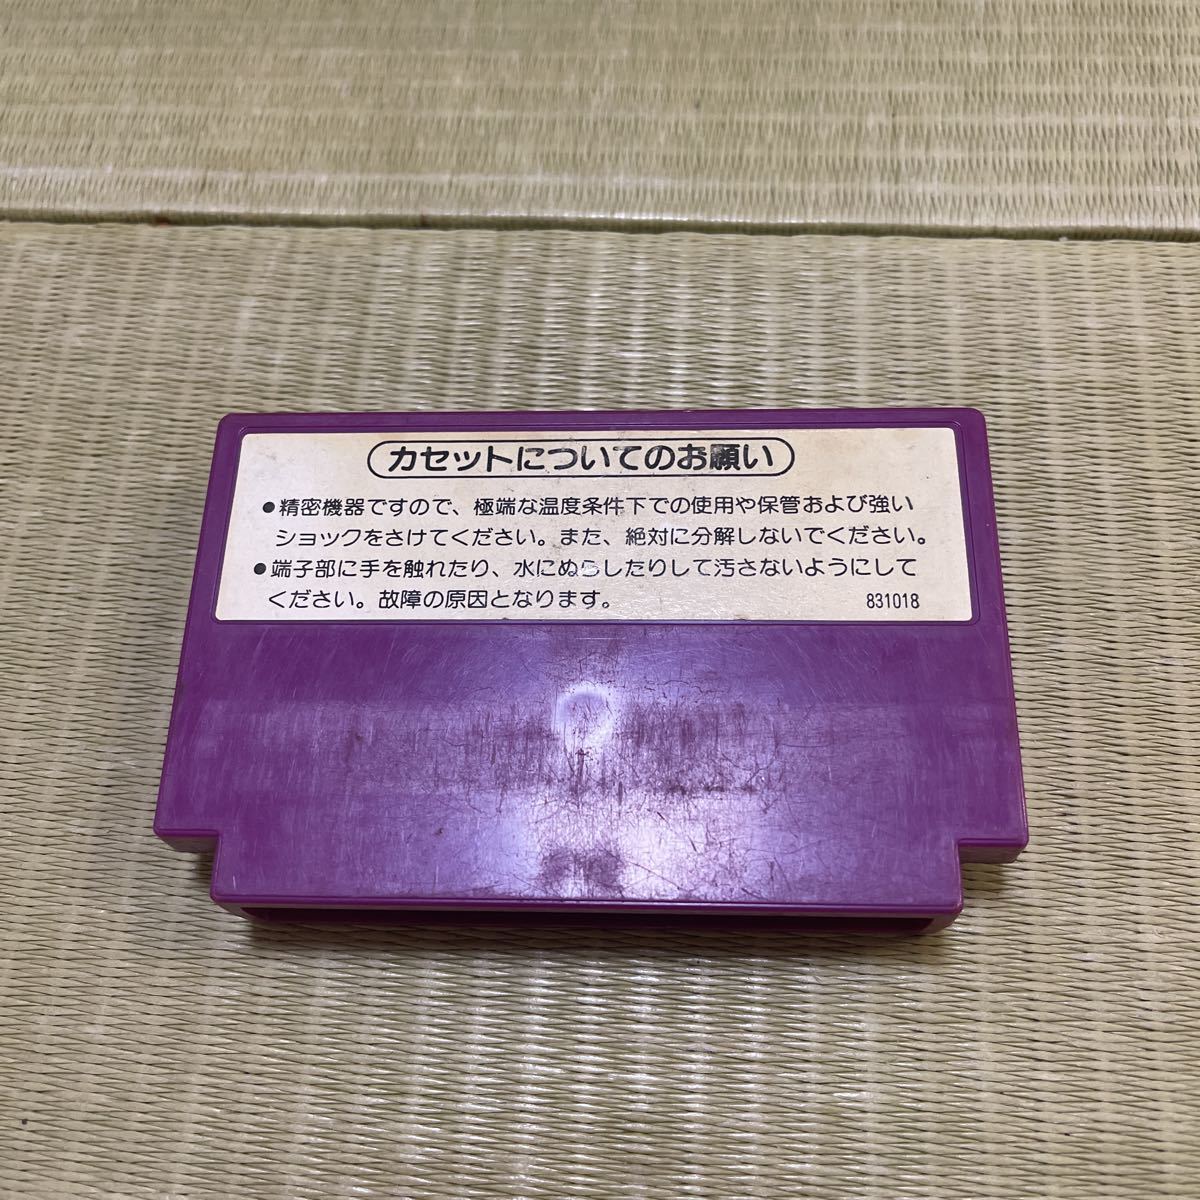 カセットについてのお願い
●精密機器ですので、極端な温度条件下での使用や保管および強い
ショックをさけてください。また、絶対に分解しないでください。
●端子部に手を触れたり、水にぬらしたりして汚さないようにして
ください。故障の原因となります。 831018